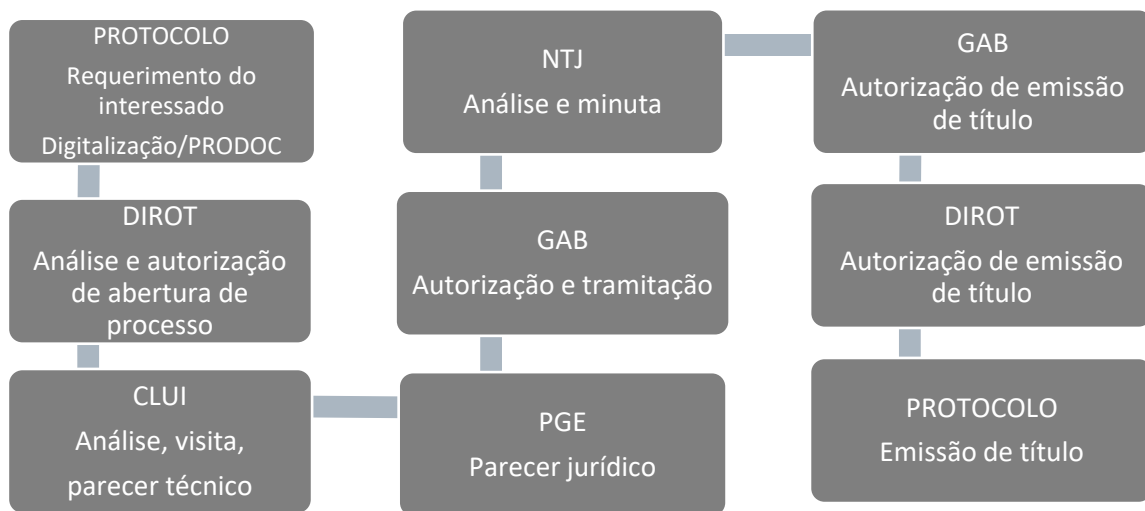 PROTOCOLO
Requerimento do
interessado
Digitalização/PRODOC
DIROT
Análise e autorização
de abertura de
processo
CLUI
Análise, visita,
parecer técnico
PGE
Parecer jurídico
GAB
Autorização e tramitação
NTJ
Análise e minuta
GAB
Autorização de emissão
de título
DIROT
Autorização de emissão
de título
PROTOCOLO
Emissão de título